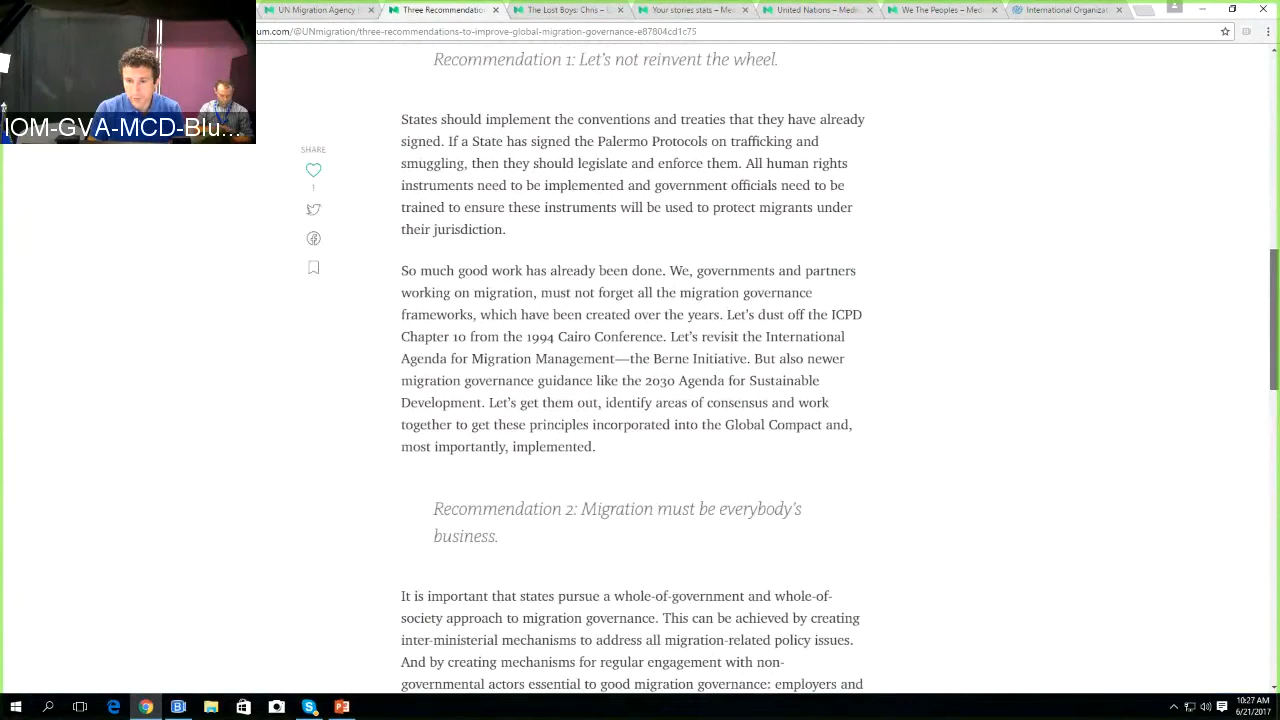 UN Migration Agency
Three Recommendation
The Lost Boys: Chris –
Your stories stats – Me
United Nations – Medi
We The Peoples – Med
International Organizat
um.com/@UNmigration/three-recommendations-to-improve-global-migration-governance-e87804cd1c75
IOM-GVA-MCD-Blu...
Recommendation 1: Let’s not reinvent the wheel.
States should implement the conventions and treaties that they have already
signed. If a State has signed the Palermo Protocols on trafficking and
smuggling, then they should legislate and enforce them. All human rights
instruments need to be implemented and government officials need to be
trained to ensure these instruments will be used to protect migrants under
their jurisdiction.
SHARE
1
So much good work has already been done. We, governments and partners
working on migration, must not forget all the migration governance
frameworks, which have been created over the years. Let’s dust off the ICPD
Chapter 10 from the 1994 Cairo Conference. Let’s revisit the International
Agenda for Migration Management—the Berne Initiative. But also newer
migration governance guidance like the 2030 Agenda for Sustainable
Development. Let’s get them out, identify areas of consensus and work
together to get these principles incorporated into the Global Compact and,
most importantly, implemented.
Recommendation 2: Migration must be everybody’s
business.
It is important that states pursue a whole-of-government and whole-of-
society approach to migration governance. This can be achieved by creating
inter-ministerial mechanisms to address all migration-related policy issues.
And by creating mechanisms for regular engagement with non-
governmental actors essential to good migration governance: employers and
10:27 AM
6/21/2017